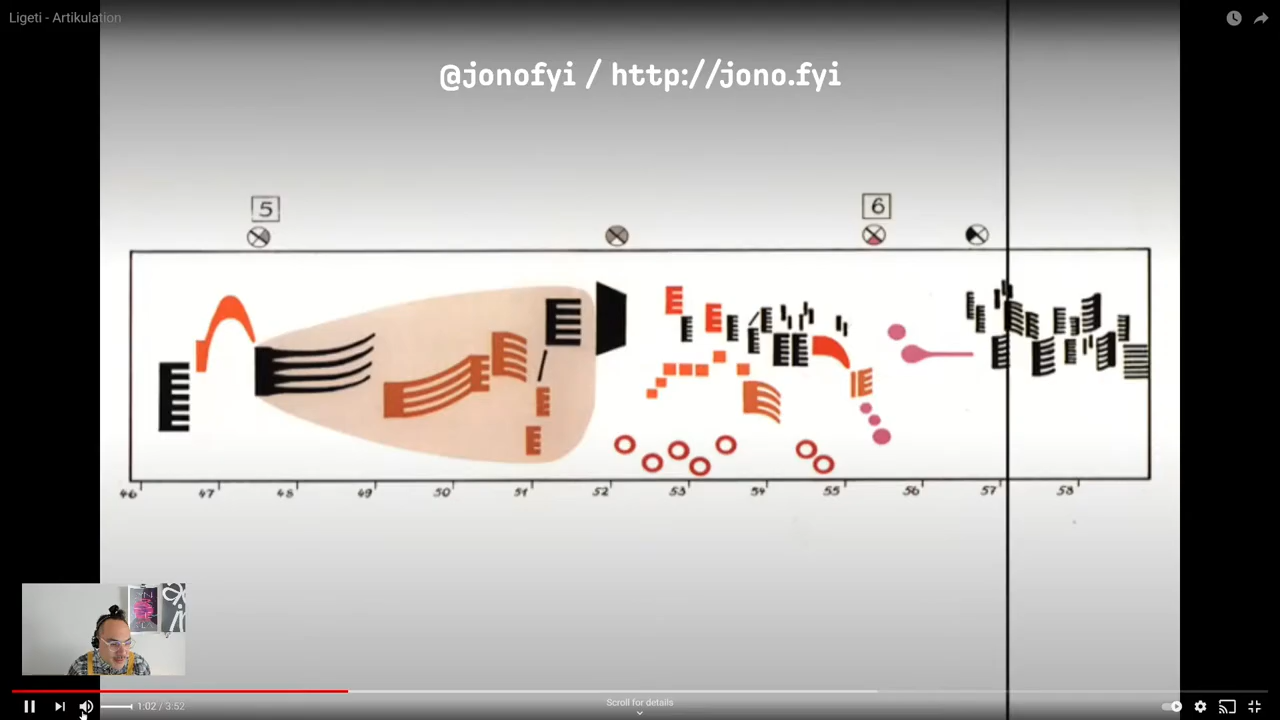 Ligeti - Artikulation
@jonofyi / http://jono.fyi
5
6
46 47 48 49 50 51 52 53 54 55 56 57 58
Scroll for details
1:02 / 3:52